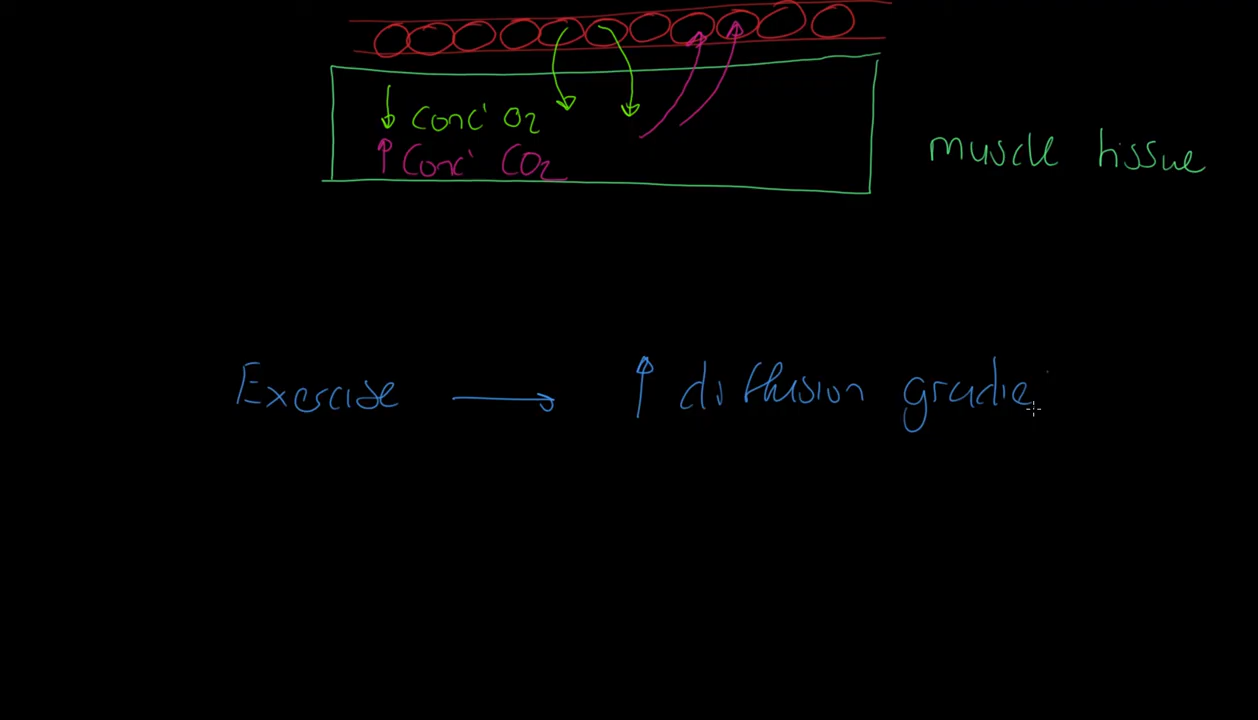 ↓ Conc' O2
↑ Conc' CO2
muscle tissue
Exercise → ↑ diffusion gradie